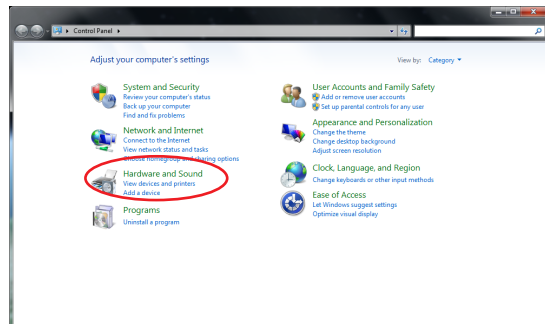 Control Panel
Adjust your computer's settings
View by: Category
System and Security
Review your computer's status
Back up your computer
Find and fix problems
Network and Internet
Connect to the Internet
View network status and tasks
Choose homegroup and sharing options
Hardware and Sound
View devices and printers
Add a device
Programs
Uninstall a program
User Accounts and Family Safety
Add or remove user accounts
Set up parental controls for any user
Appearance and Personalization
Change the theme
Change desktop background
Adjust screen resolution
Clock, Language, and Region
Change keyboards or other input methods
Ease of Access
Let Windows suggest settings
Optimize visual display